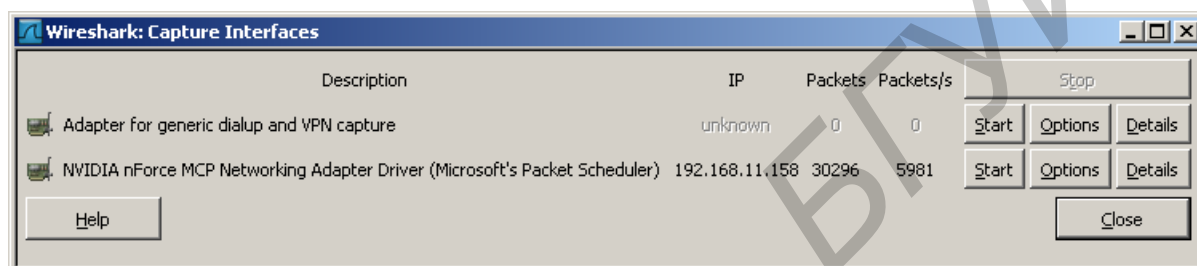 Wireshark: Capture Interfaces
Description IP Packets Packets/s Stop
Adapter for generic dialup and VPN capture unknown 0 0 Start Options Details
NVIDIA nForce MCP Networking Adapter Driver (Microsoft's Packet Scheduler) 192.168.11.158 30296 5981 Start Options Details
Help Close